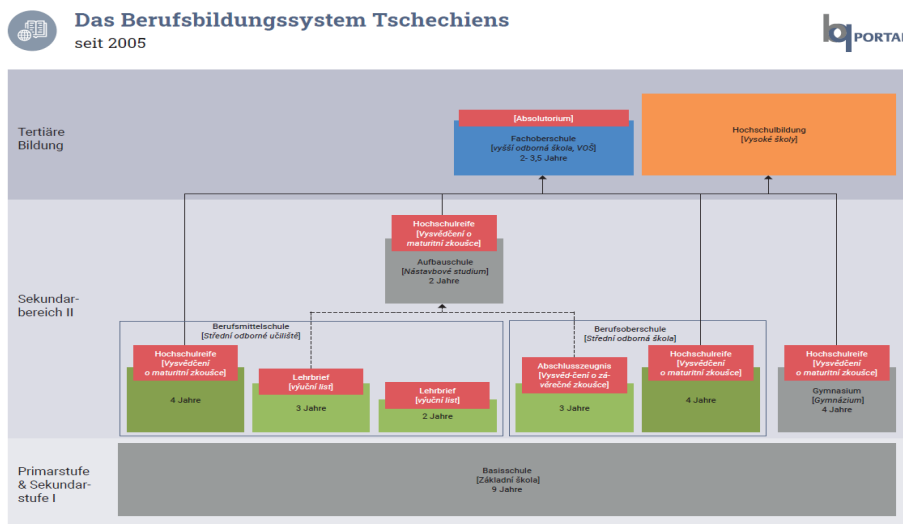 Das Berufsbildungssystem Tschechiens
seit 2005
bq PORTAL
Tertiäre
Bildung
[Absolutorium]
Fachoberschule
[vyšší odborná škola, VOŠ]
2- 3,5 Jahre
Hochschulbildung
[Vysoké školy]
Sekundar-
bereich II
Hochschulreife
[Vysvědčení o
maturitní zkoušce]
Aufbauschule
[Nástavbové studium]
2 Jahre
Berufsmittelschule
[Střední odborné učiliště]
Hochschulreife
[Vysvědčení
o maturitní zkoušce]
4 Jahre
Lehrbrief
[výuční list]
3 Jahre
Lehrbrief
[výuční list]
2 Jahre
Berufsoberschule
[Střední odborná škola]
Abschlusszeugnis
[Vysvěd-čení o zá-
věrečné zkoušce]
3 Jahre
Hochschulreife
[Vysvědčení
o maturitní zkoušce]
4 Jahre
Hochschulreife
[Vysvědčení
o maturitní zkoušce]
Gymnasium
[Gymnázium]
4 Jahre
Primarstufe
& Sekundar-
stufe I
Basisschule
[Základní škola]
9 Jahre